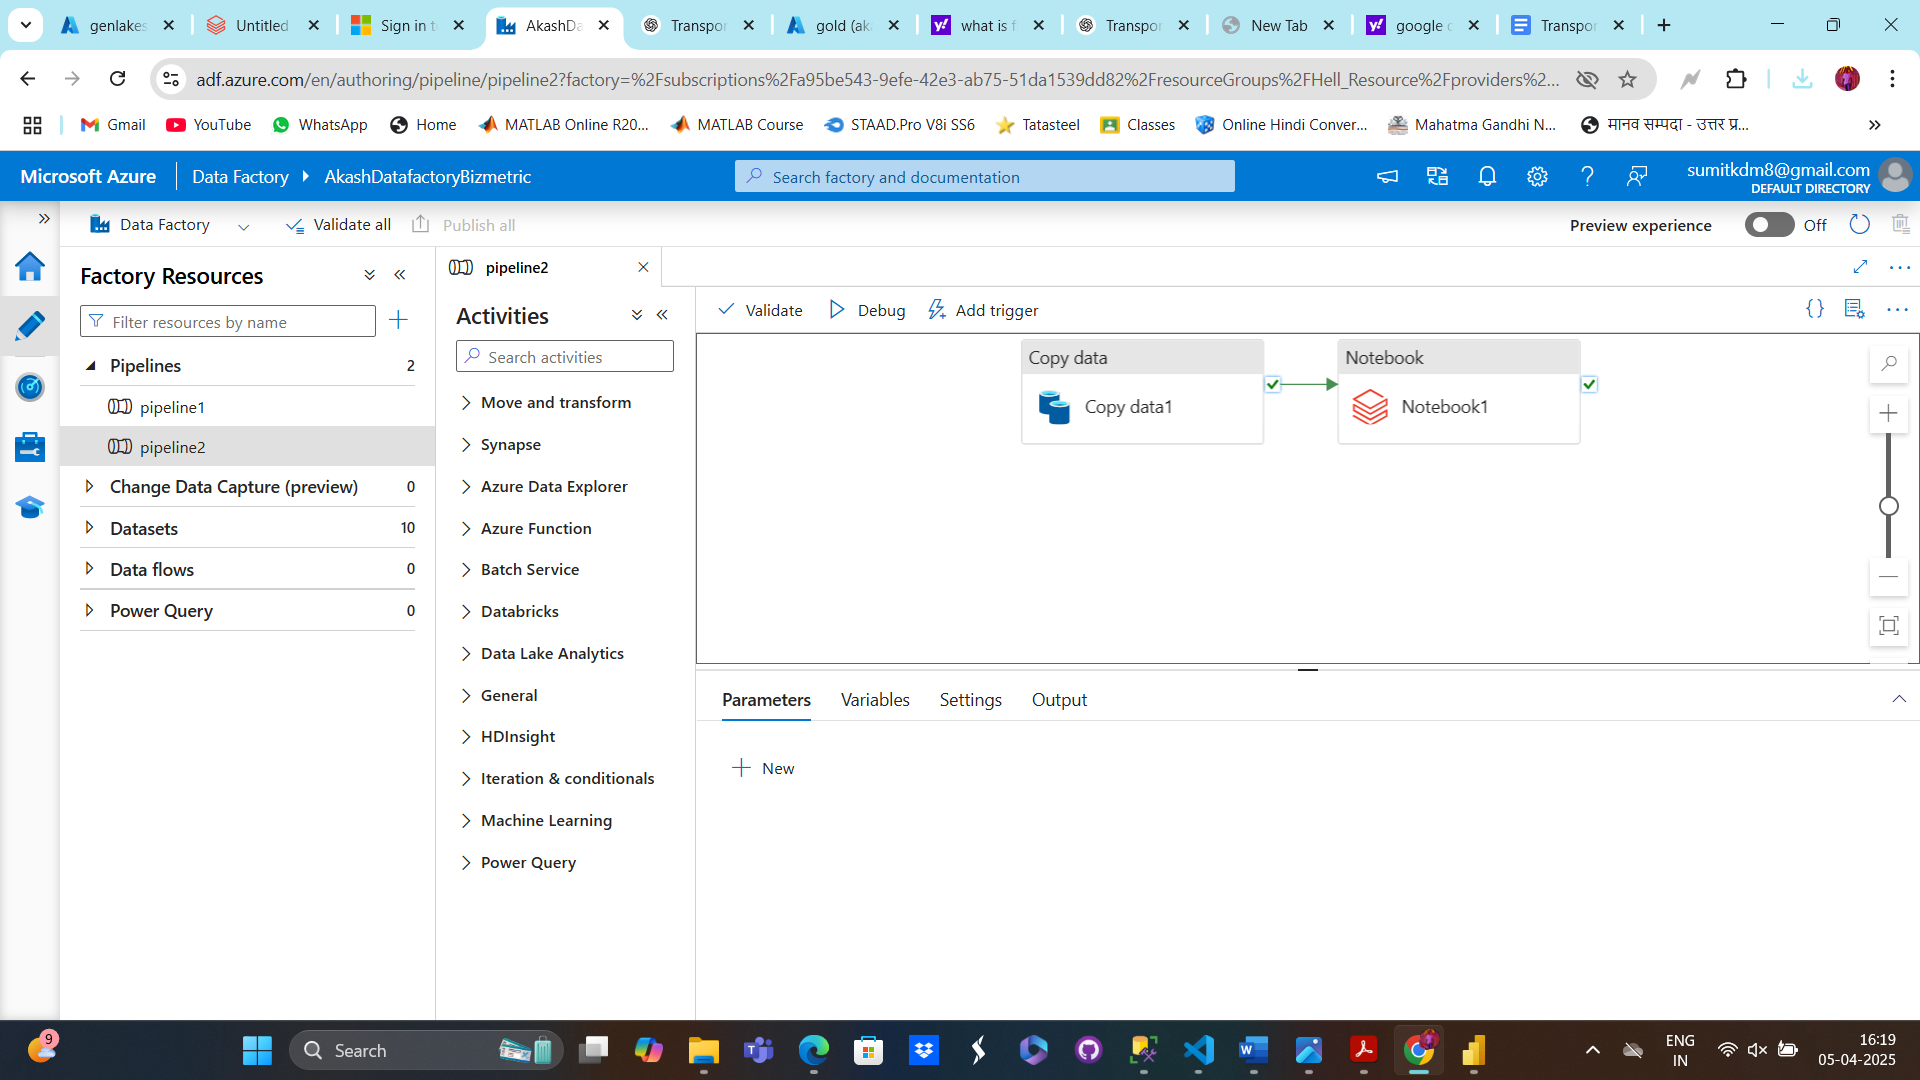 genlakes
Untitled
Sign in to
AkashDa
Transpor
gold (aka
what is f
Transpor
New Tab
google d
Transpor
adf.azure.com/en/authoring/pipeline/pipeline2?factory=%2Fsubscriptions%2Fa95be543-9efe-42e3-ab75-51da1539dd82%2FresourceGroups%2FHell_Resource%2Fproviders%2...
Gmail
YouTube
WhatsApp
Home
MATLAB Online R20...
MATLAB Course
STAAD.Pro V8i SS6
Tatasteel
Classes
Online Hindi Conver...
Mahatma Gandhi N...
मानव सम्पदा - उत्तर प्र...
Microsoft Azure
Data Factory
AkashDatafactoryBizmetric
Search factory and documentation
sumitkdm8@gmail.com
DEFAULT DIRECTORY
Data Factory
Validate all
Publish all
Preview experience
Off
Factory Resources
Filter resources by name
Pipelines 2
pipeline1
pipeline2
Change Data Capture (preview) 0
Datasets 10
Data flows 0
Power Query 0
pipeline2
Activities
Search activities
Move and transform
Synapse
Azure Data Explorer
Azure Function
Batch Service
Databricks
Data Lake Analytics
General
HDInsight
Iteration & conditionals
Machine Learning
Power Query
Validate
Debug
Add trigger
Copy data
Copy data1
Notebook
Notebook1
Parameters
Variables
Settings
Output
New
9
Search
ENG
IN
16:19
05-04-2025